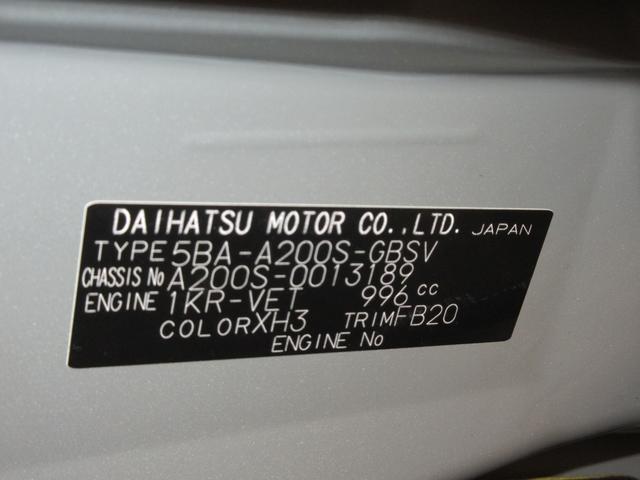 DAIHATSU MOTOR CO.,LTD. JAPAN
TYPE 5BA-A200S-GBSV
CHASSIS No A200S-0013189
ENGINE 1KR-VET 996 cc
COLOR XH3 TRIM FB20
ENGINE No